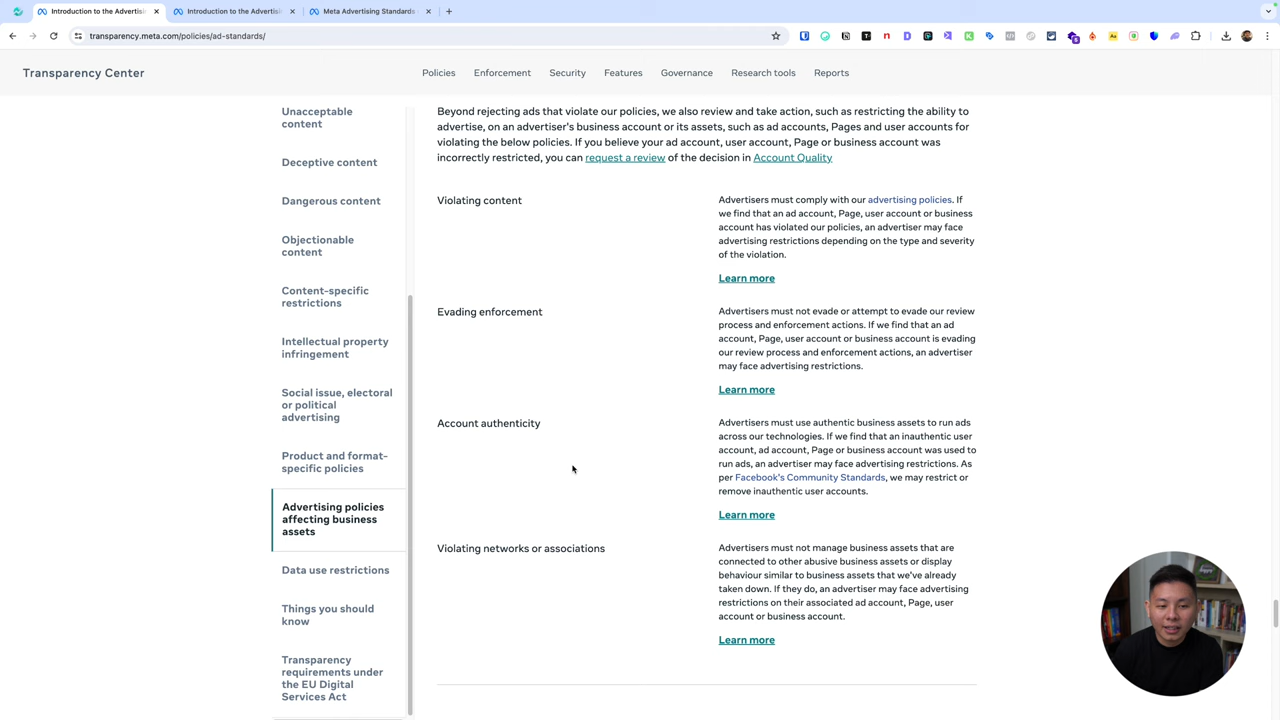 Introduction to the Advertis
Introduction to the Advertisi
Meta Advertising Standards
transparency.meta.com/policies/ad-standards/
Transparency Center
Policies
Enforcement
Security
Features
Governance
Research tools
Reports
Unacceptable
content
Deceptive content
Dangerous content
Objectionable
content
Content-specific
restrictions
Intellectual property
infringement
Social issue, electoral
or political
advertising
Product and format-
specific policies
Advertising policies
affecting business
assets
Data use restrictions
Things you should
know
Transparency
requirements under
the EU Digital
Services Act
Beyond rejecting ads that violate our policies, we also review and take action, such as restricting the ability to
advertise, on an advertiser's business account or its assets, such as ad accounts, Pages and user accounts for
violating the below policies. If you believe your ad account, user account, Page or business account was
incorrectly restricted, you can request a review of the decision in Account Quality
Violating content
Advertisers must comply with our advertising policies. If
we find that an ad account, Page, user account or business
account has violated our policies, an advertiser may face
advertising restrictions depending on the type and severity
of the violation.
Learn more
Evading enforcement
Advertisers must not evade or attempt to evade our review
process and enforcement actions. If we find that an ad
account, Page, user account or business account is evading
our review process and enforcement actions, an advertiser
may face advertising restrictions.
Learn more
Account authenticity
Advertisers must use authentic business assets to run ads
across our technologies. If we find that an inauthentic user
account, ad account, Page or business account was used to
run ads, an advertiser may face advertising restrictions. As
per Facebook's Community Standards, we may restrict or
remove inauthentic user accounts.
Learn more
Violating networks or associations
Advertisers must not manage business assets that are
connected to other abusive business assets or display
behaviour similar to business assets that we've already
taken down. If they do, an advertiser may face advertising
restrictions on their associated ad account, Page, user
account or business account.
Learn more